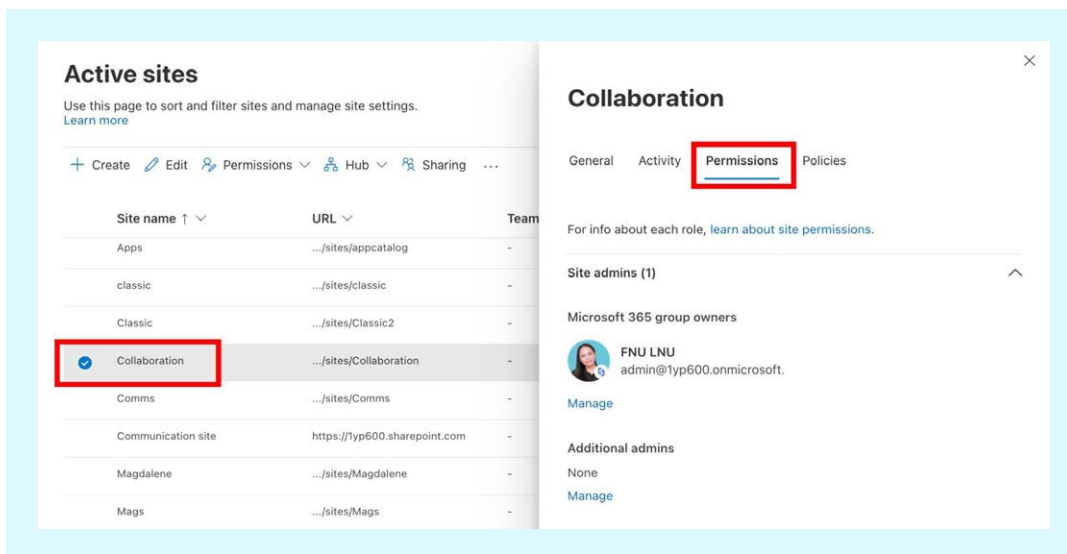 Active sites
Use this page to sort and filter sites and manage site settings.
Learn more
Create Edit Permissions Hub Sharing ...
Site name ↑ URL Team
Apps .../sites/appcatalog -
classic .../sites/classic -
Classic .../sites/Classic2 -
Collaboration .../sites/Collaboration -
Comms .../sites/Comms -
Communication site https://1yp600.sharepoint.com -
Magdalene .../sites/Magdalene -
Mags .../sites/Mags -
Collaboration
General Activity Permissions Policies
For info about each role, learn about site permissions.
Site admins (1)
Microsoft 365 group owners
FNU LNU
admin@1yp600.onmicrosoft.
Manage
Additional admins
None
Manage